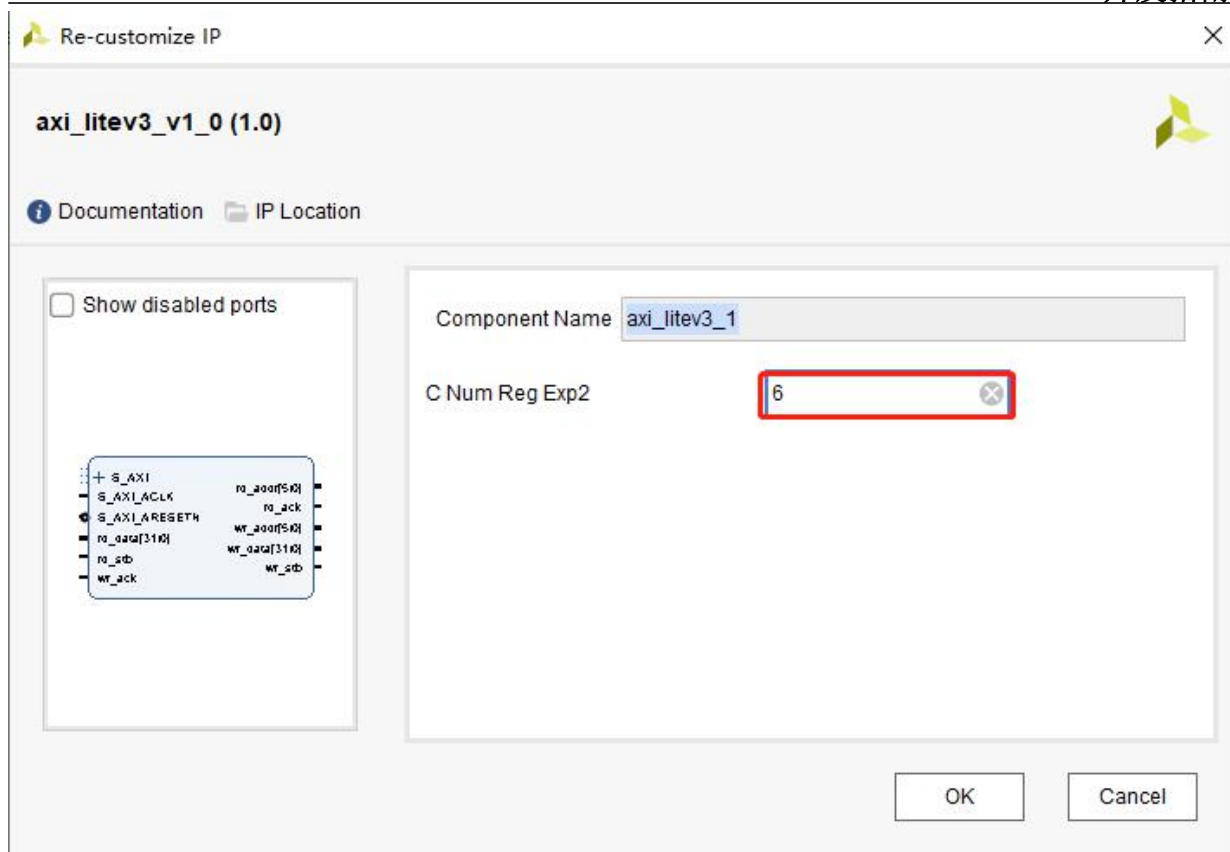 Re-customize IP
axi_litev3_v1_0 (1.0)
Documentation IP Location
Show disabled ports
Component Name axi_litev3_1
C Num Reg Exp2 6
S_AXI
S_AXI_ACLK
S_AXI_ARESETN
rd_data[31:0]
rd_stb
wr_ack
rd_addr[5:0]
rd_ack
wr_addr[5:0]
wr_data[31:0]
wr_stb
OK Cancel